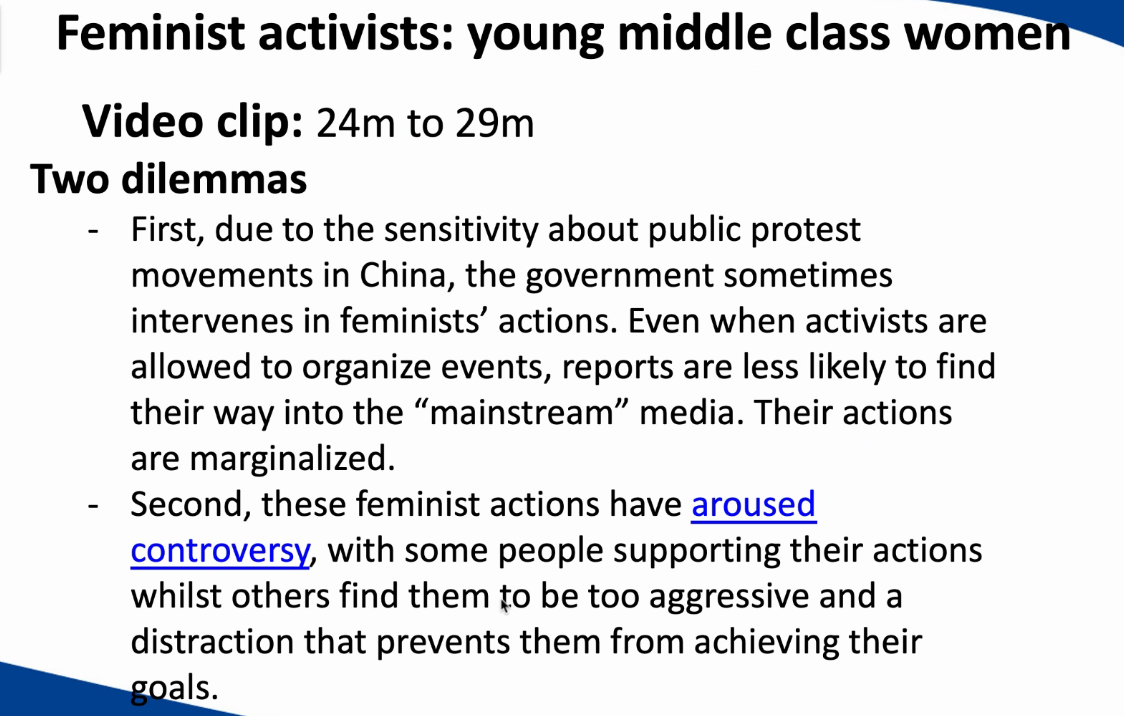 Feminist activists: young middle class women
Video clip: 24m to 29m
Two dilemmas
- First, due to the sensitivity about public protest
movements in China, the government sometimes
intervenes in feminists’ actions. Even when activists are
allowed to organize events, reports are less likely to find
their way into the “mainstream” media. Their actions
are marginalized.
- Second, these feminist actions have aroused
controversy, with some people supporting their actions
whilst others find them to be too aggressive and a
distraction that prevents them from achieving their
goals.